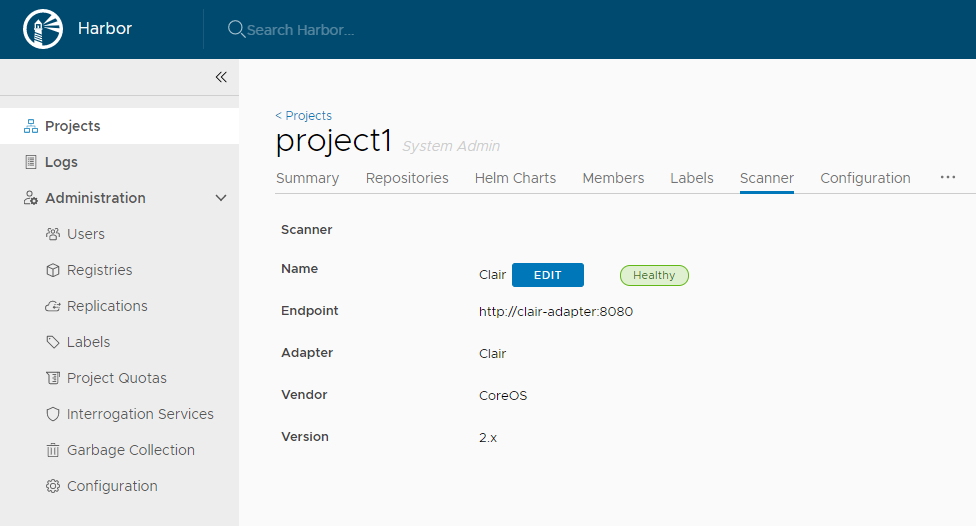 Harbor
Search Harbor...
Projects
Logs
Administration
Users
Registries
Replications
Labels
Project Quotas
Interrogation Services
Garbage Collection
Configuration
< Projects
project1 System Admin
Summary Repositories Helm Charts Members Labels Scanner Configuration ...
Scanner
Name Clair EDIT Healthy
Endpoint http://clair-adapter:8080
Adapter Clair
Vendor CoreOS
Version 2.x